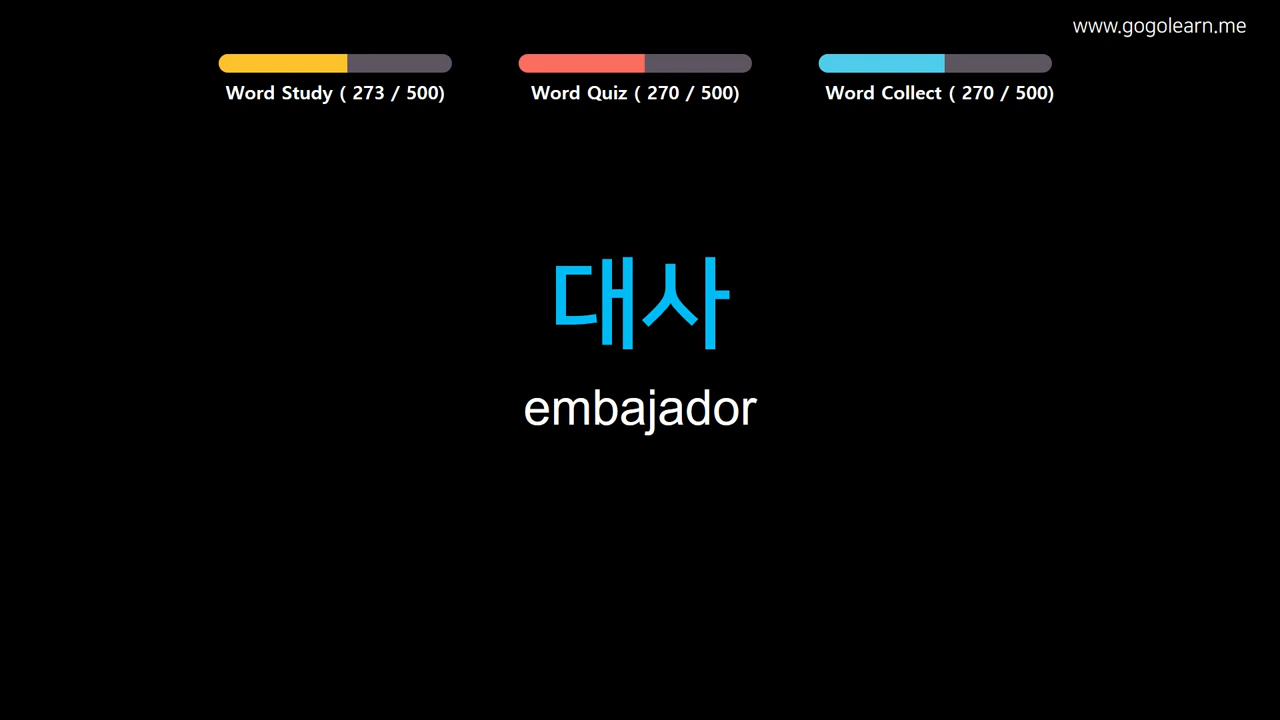 www.gogolearn.me
Word Study ( 273 / 500)
Word Quiz ( 270 / 500)
Word Collect ( 270 / 500)
대사
embajador